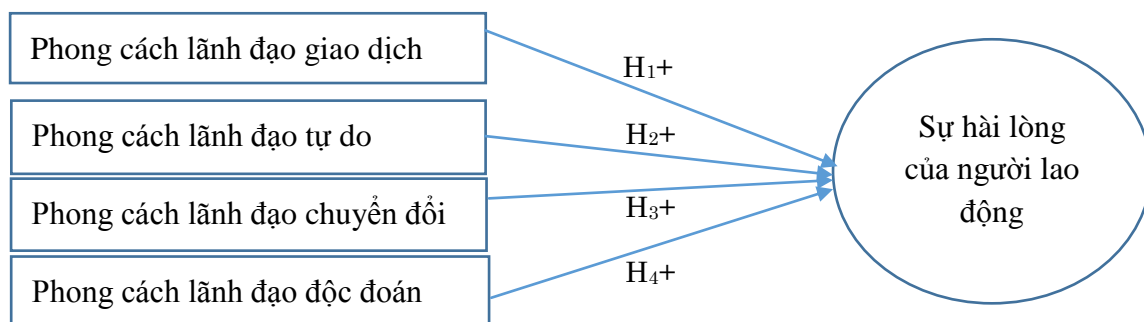 Phong cách lãnh đạo giao dịch
H₁+
Phong cách lãnh đạo tự do
H₂+
Phong cách lãnh đạo chuyển đổi
H₃+
Phong cách lãnh đạo độc đoán
H₄+
Sự hài lòng
của người lao
động